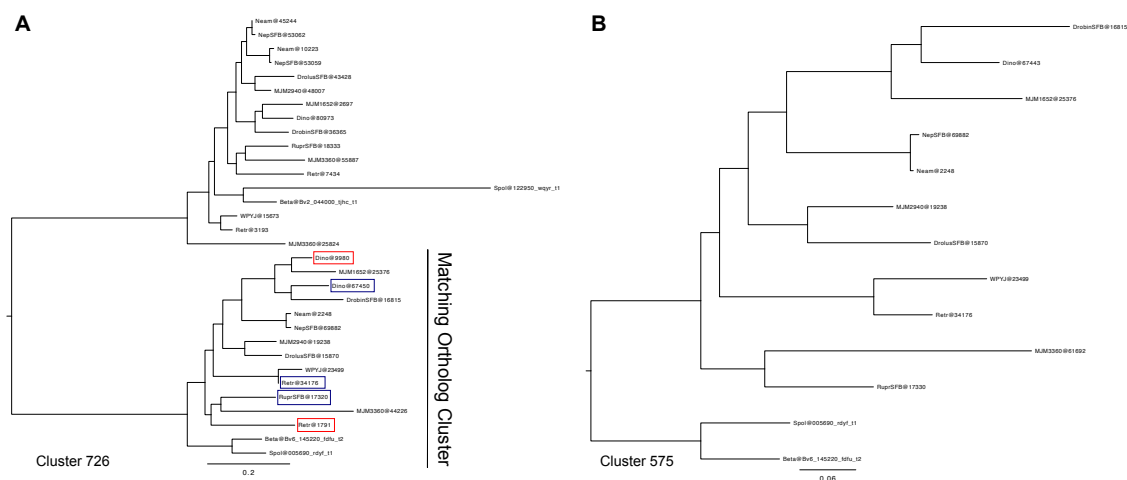 A
Neam@45244
NepSFB@53062
Neam@10223
NepSFB@53059
DrolusSFB@43428
MJM2940@48007
MJM1652@2697
Dino@80973
DrobinSFB@36365
RuprSFB@18333
MJM3360@55887
Retr@7434
Spol@122950_wqyr_t1
Beta@Bv2_044000_tjhc_t1
WPYJ@15673
Retr@3193
MJM3360@25824
Dino@9980
MJM1652@25376
Dino@67450
DrobinSFB@16815
Neam@2248
NepSFB@69882
MJM2940@19238
DrolusSFB@15870
WPYJ@23499
Retr@34176
RuprSFB@17320
MJM3360@44226
Retr@1791
Beta@Bv6_145220_fdfu_t2
Spol@005690_rdyf_t1
Matching Ortholog Cluster
Cluster 726
0.2
B
DrobinSFB@16815
Dino@67443
MJM1652@25376
NepSFB@69882
Neam@2248
MJM2940@19238
DrolusSFB@15870
WPYJ@23499
Retr@34176
MJM3360@61692
RuprSFB@17330
Spol@005690_rdyf_t1
Beta@Bv6_145220_fdfu_t2
Cluster 575
0.06